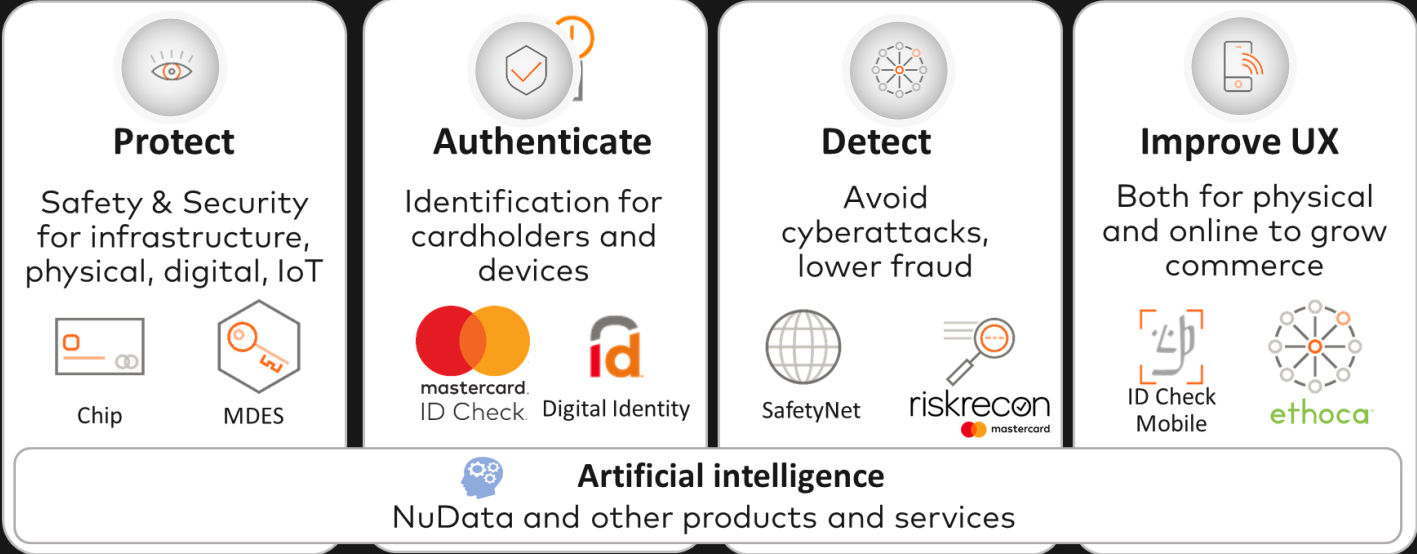 Protect
Safety & Security
for infrastructure,
physical, digital, IoT
Chip
MDES
Authenticate
Identification for
cardholders and
devices
mastercard.
ID Check.
id
Digital Identity
Detect
Avoid
cyberattacks,
lower fraud
SafetyNet
riskrecon
mastercard.
Improve UX
Both for physical
and online to grow
commerce
ID Check
Mobile
ethoca™
Artificial intelligence
NuData and other products and services